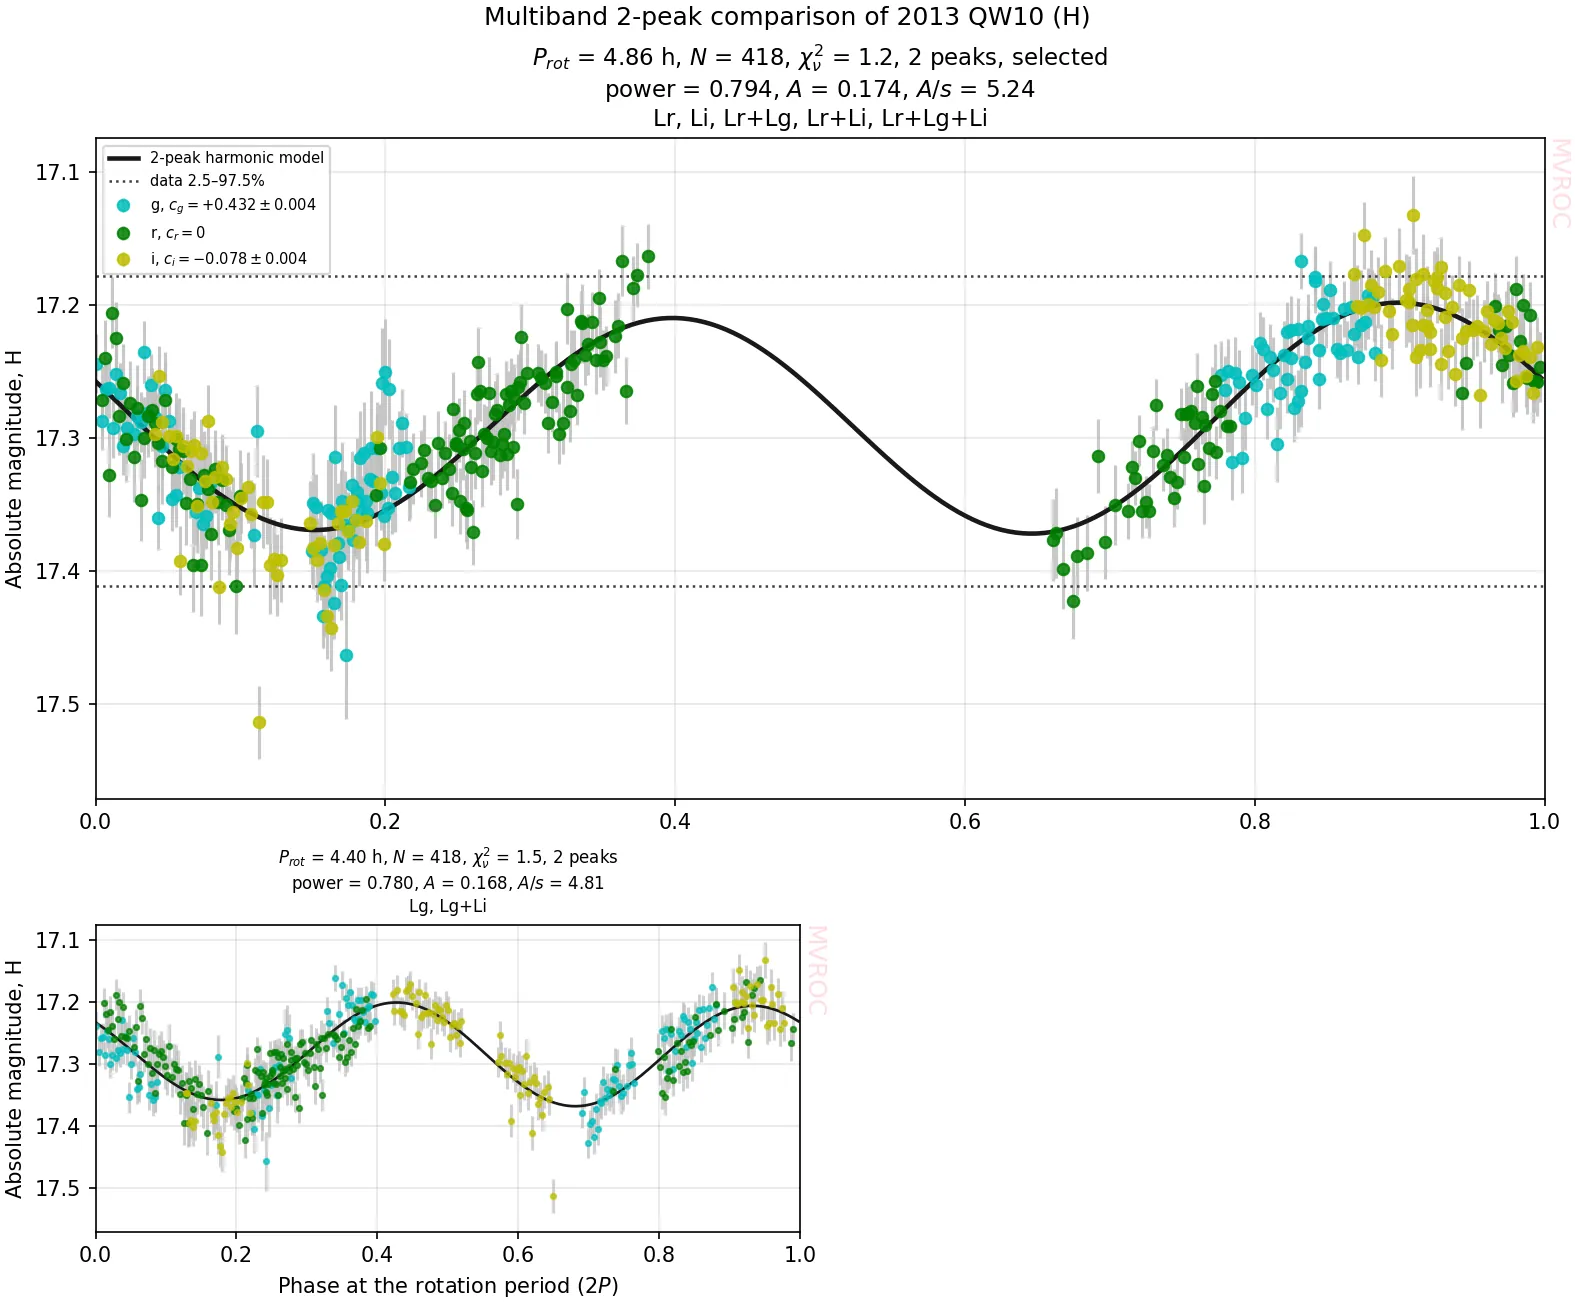 Multiband 2-peak comparison of 2013 QW10 (H)
P_rot = 4.86 h, N = 418, χ²_ν = 1.2, 2 peaks, selected
power = 0.794, A = 0.174, A/s = 5.24
Lr, Li, Lr+Lg, Lr+Li, Lr+Lg+Li
2-peak harmonic model
data 2.5–97.5%
g, c_g = +0.432 ± 0.004
r, c_r = 0
i, c_i = −0.078 ± 0.004
MVROC
Absolute magnitude, H
17.1
17.2
17.3
17.4
17.5
0.0 0.2 0.4 0.6 0.8 1.0
P_rot = 4.40 h, N = 418, χ²_ν = 1.5, 2 peaks
power = 0.780, A = 0.168, A/s = 4.81
Lg, Lg+Li
MVROC
Absolute magnitude, H
17.1
17.2
17.3
17.4
17.5
0.0 0.2 0.4 0.6 0.8 1.0
Phase at the rotation period (2P)